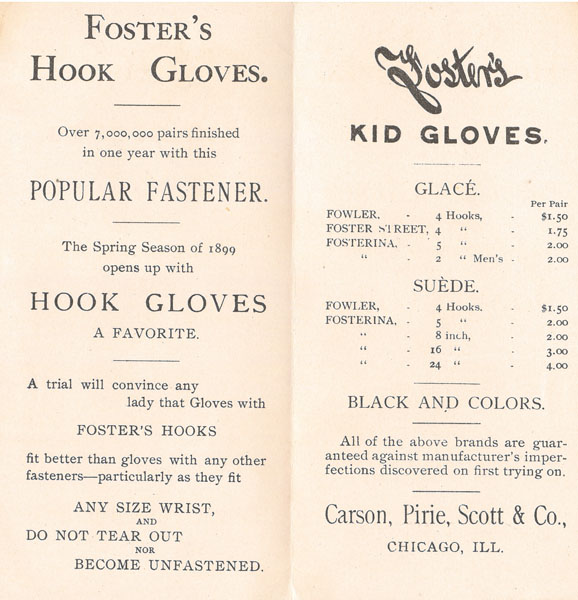 FOSTER'S
HOOK GLOVES.
Over 7,000,000 pairs finished
in one year with this
POPULAR FASTENER.
The Spring Season of 1899
opens up with
HOOK GLOVES
A FAVORITE.
A trial will convince any
lady that Gloves with
FOSTER'S HOOKS
fit better than gloves with any other
fasteners—particularly as they fit
ANY SIZE WRIST,
AND
DO NOT TEAR OUT
NOR
BECOME UNFASTENED.
Foster's
KID GLOVES.
GLACÉ.
Per Pair
FOWLER, - 4 Hooks, - $1.50
FOSTER STREET, 4 “ - 1.75
FOSTERINA, - 5 “ - 2.00
“ - 2 “ Men's - 2.00
SUÈDE.
FOWLER, - 4 Hooks. - $1.50
FOSTERINA, - 5 “ - 2.00
“ - 8 inch, - 2.00
“ - 16 “ - 3.00
“ - 24 “ - 4.00
BLACK AND COLORS.
All of the above brands are guar-
anteed against manufacturer's imper-
fections discovered on first trying on.
Carson, Pirie, Scott & Co.,
CHICAGO, ILL.